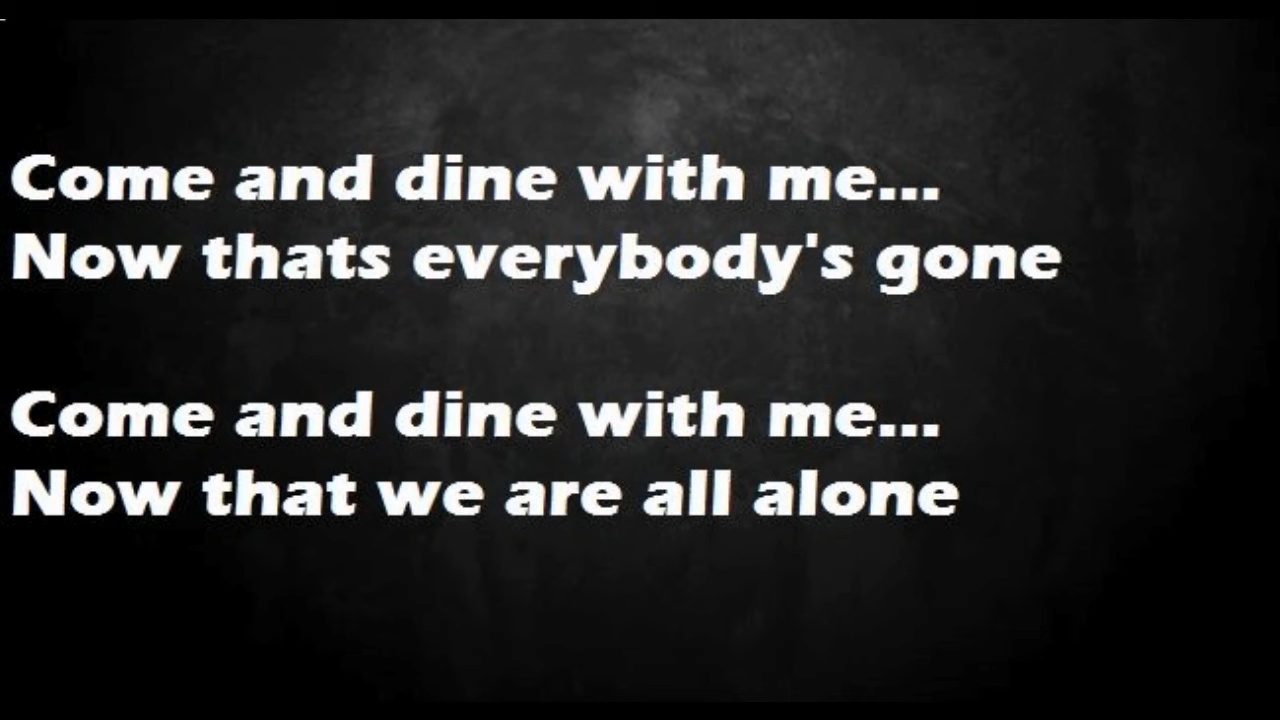 Come and dine with me...
Now thats everybody's gone
Come and dine with me...
Now that we are all alone